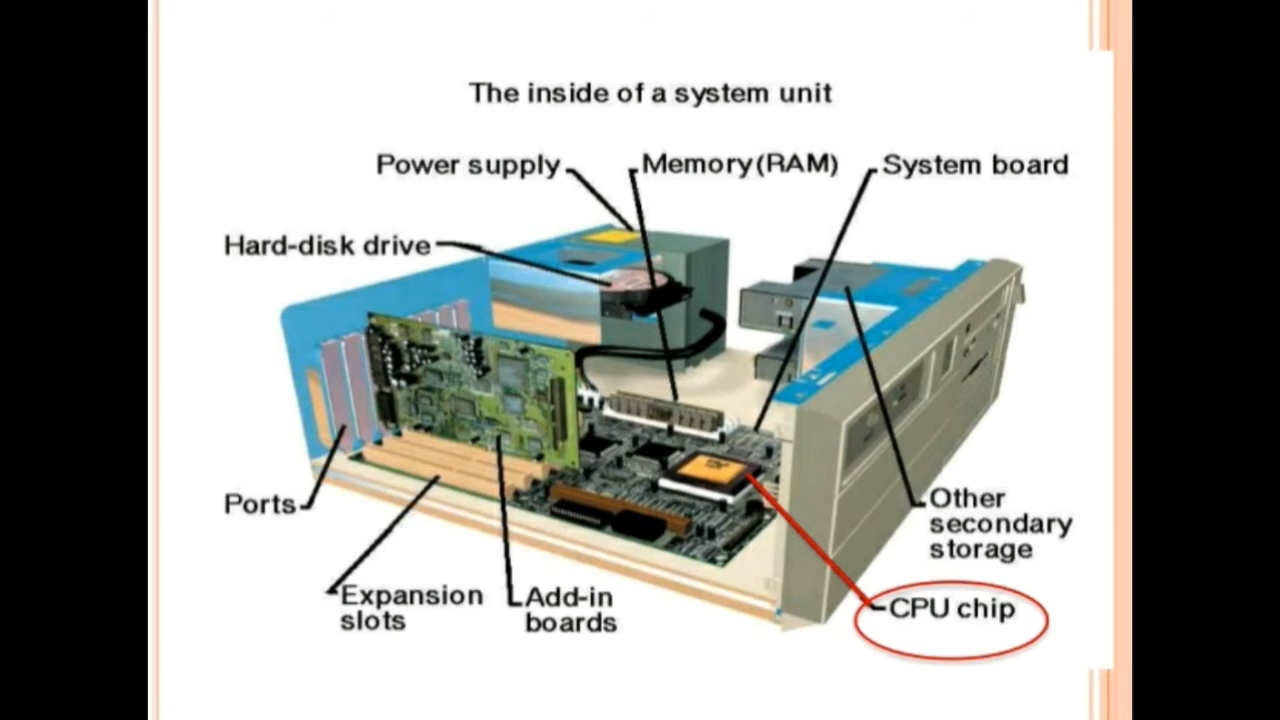 The inside of a system unit
Power supply
Memory(RAM)
System board
Hard-disk drive
Ports
Other
secondary
storage
Expansion
slots
Add-in
boards
CPU chip